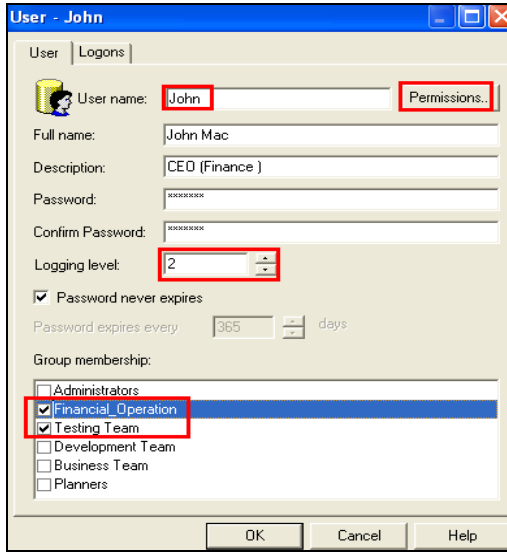 User - John
User Logons
User name: John Permissions..
Full name: John Mac
Description: CEO (Finance )
Password: *******
Confirm Password: *******
Logging level: 2
Password never expires
Password expires every 365 days
Group membership:
Administrators
Financial_Operation
Testing Team
Development Team
Business Team
Planners
OK Cancel Help